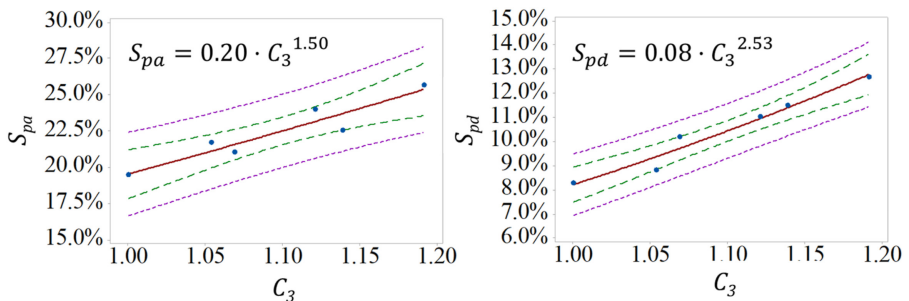 30.0%
27.5%
25.0%
22.5%
20.0%
17.5%
15.0%
S_pa
S_pa = 0.20 · C_3^1.50
1.00 1.05 1.10 1.15 1.20
C_3
15.0%
14.0%
13.0%
12.0%
11.0%
10.0%
9.0%
8.0%
7.0%
6.0%
S_pd
S_pd = 0.08 · C_3^2.53
1.00 1.05 1.10 1.15 1.20
C_3